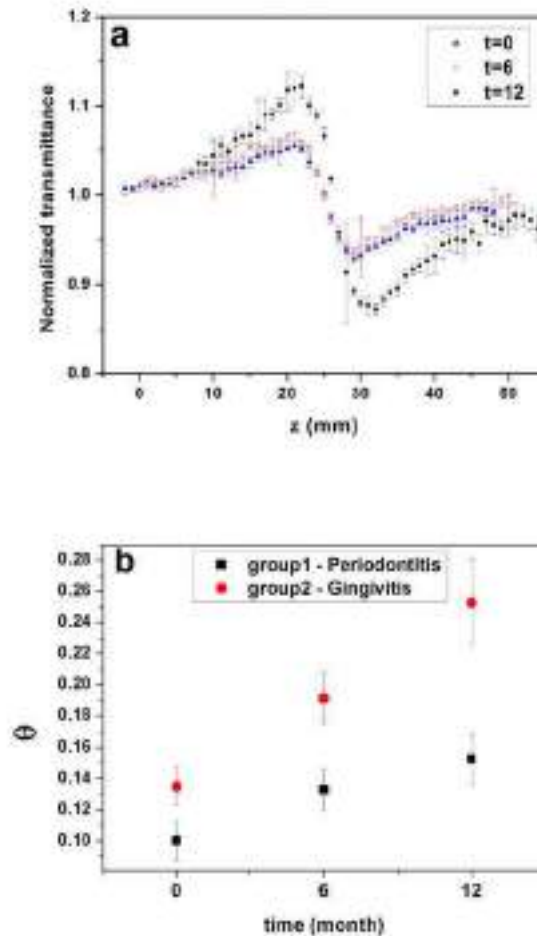 a
t=0
t=6
t=12
1.2
1.1
1.0
0.9
0.8
Normalized transmittance
0 10 20 30 40 50
z (mm)
b
group1 - Periodontitis
group2 - Gingivitis
0.28
0.26
0.24
0.22
0.20
0.18
0.16
0.14
0.12
0.10
θ
0 6 12
time (month)